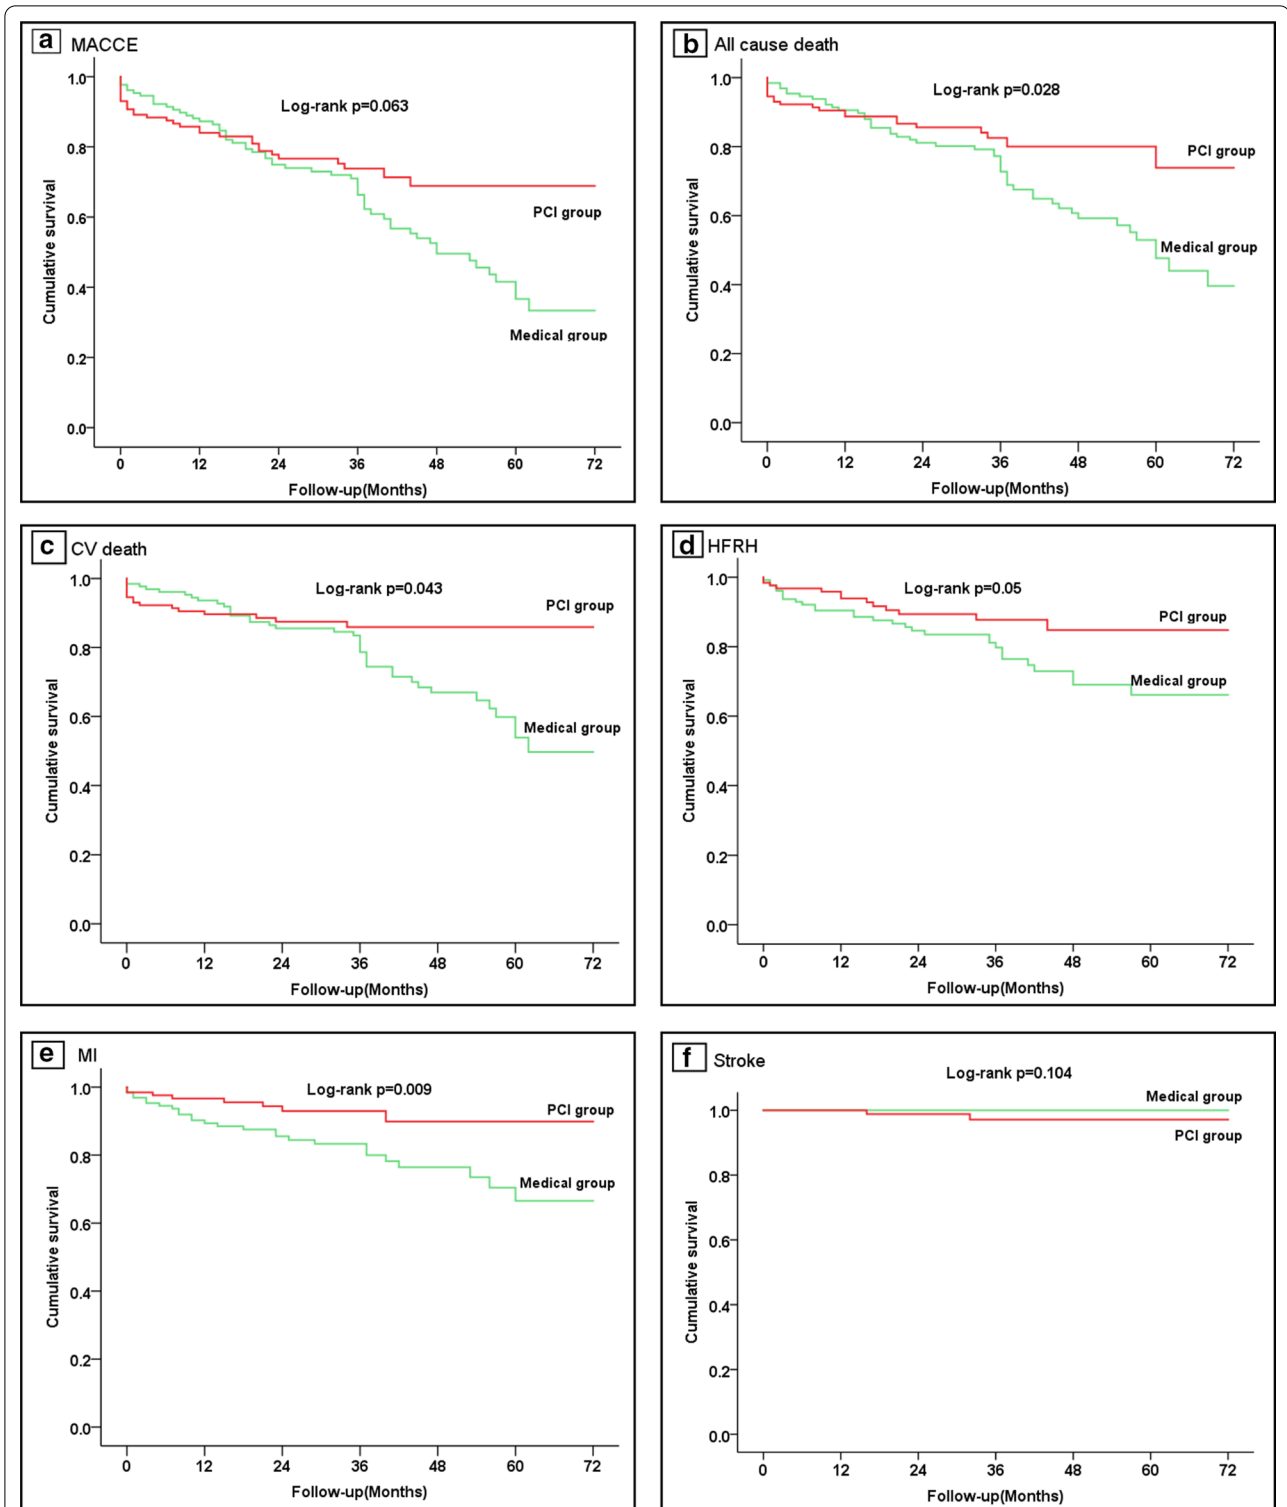 a MACCE
Log-rank p=0.063
1.0
0.8
0.6
0.4
0.2
0.0
Cumulative survival
PCI group
Medical group
0 12 24 36 48 60 72
Follow-up(Months)
b All cause death
Log-rank p=0.028
1.0
0.8
0.6
0.4
0.2
0.0
Cumulative survival
PCI group
Medical group
0 12 24 36 48 60 72
Follow-up(Months)
c CV death
Log-rank p=0.043
1.0
0.8
0.6
0.4
0.2
0.0
Cumulative survival
PCI group
Medical group
0 12 24 36 48 60 72
Follow-up(Months)
d HFRH
Log-rank p=0.05
1.0
0.8
0.6
0.4
0.2
0.0
Cumulative survival
PCI group
Medical group
0 12 24 36 48 60 72
Follow-up(Months)
e MI
Log-rank p=0.009
1.0
0.8
0.6
0.4
0.2
0.0
Cumulative survival
PCI group
Medical group
0 12 24 36 48 60 72
Follow-up(Months)
f Stroke
Log-rank p=0.104
1.0
0.8
0.6
0.4
0.2
0.0
Cumulative survival
Medical group
PCI group
0 12 24 36 48 60 72
Follow-up(Months)